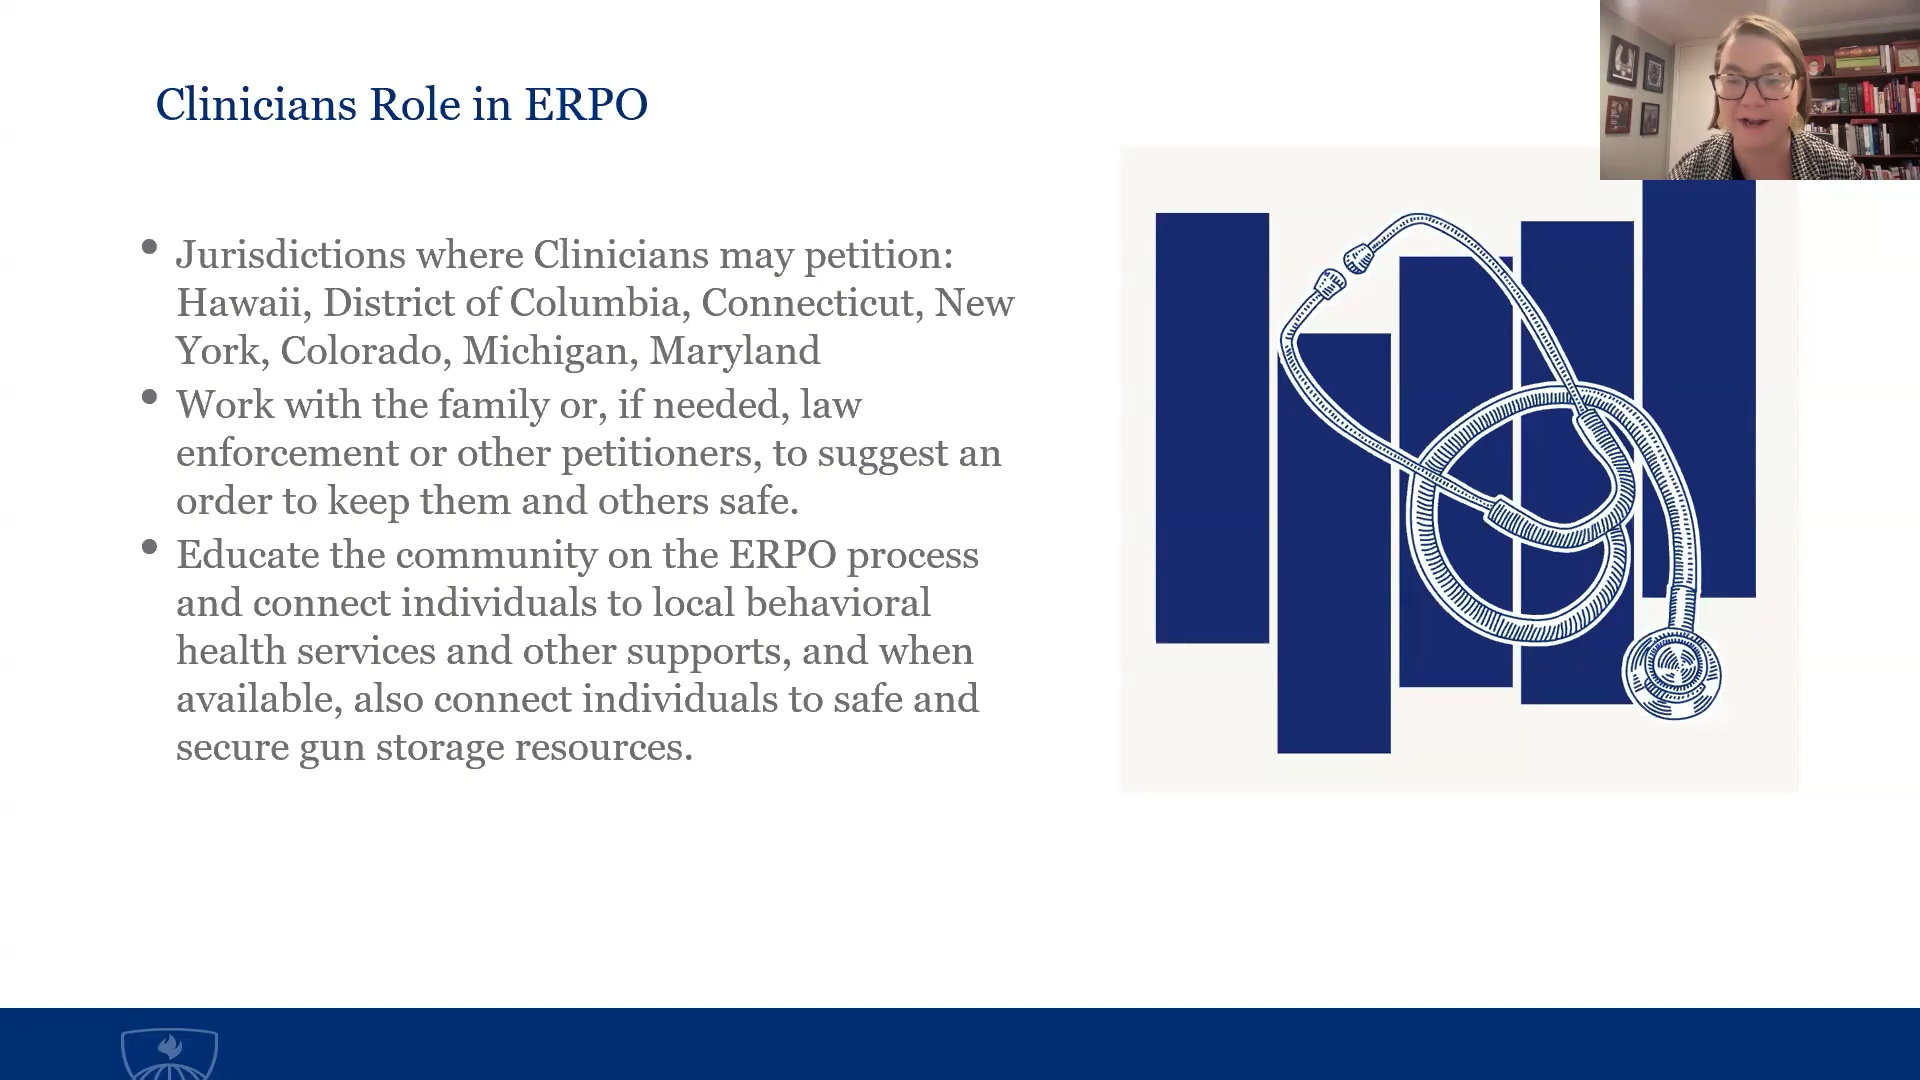 Clinicians Role in ERPO
• Jurisdictions where Clinicians may petition:
Hawaii, District of Columbia, Connecticut, New
York, Colorado, Michigan, Maryland
• Work with the family or, if needed, law
enforcement or other petitioners, to suggest an
order to keep them and others safe.
• Educate the community on the ERPO process
and connect individuals to local behavioral
health services and other supports, and when
available, also connect individuals to safe and
secure gun storage resources.